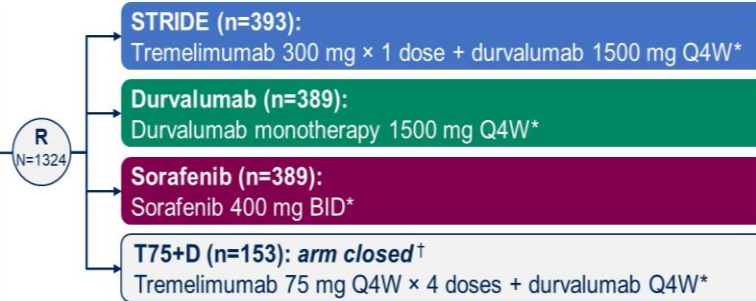 STRIDE (n=393):
Tremelimumab 300 mg × 1 dose + durvalumab 1500 mg Q4W*
Durvalumab (n=389):
Durvalumab monotherapy 1500 mg Q4W*
R
N=1324
Sorafenib (n=389):
Sorafenib 400 mg BID*
T75+D (n=153): arm closed†
Tremelimumab 75 mg Q4W × 4 doses + durvalumab Q4W*